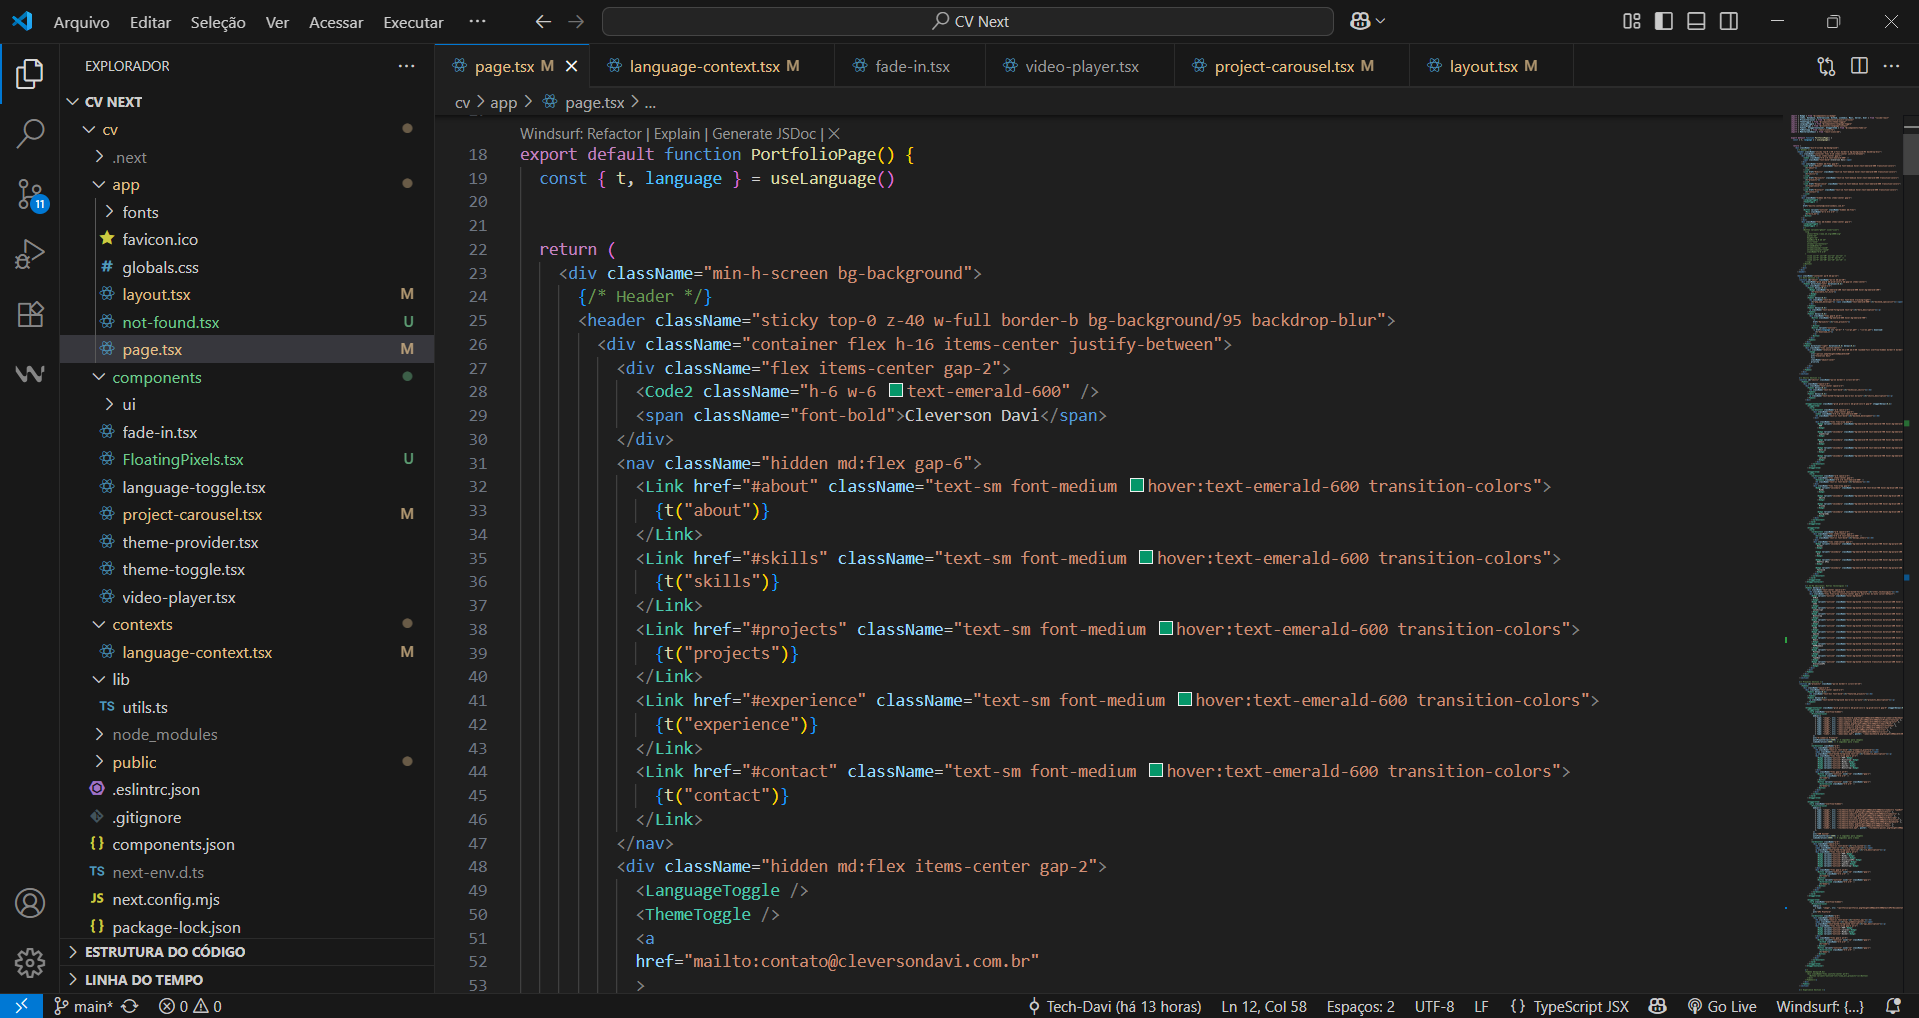 Arquivo Editar Seleção Ver Acessar Executar ···
CV Next
EXPLORADOR ···
CV NEXT
cv
.next
app
fonts
favicon.ico
# globals.css
layout.tsx M
not-found.tsx U
page.tsx M
components
ui
fade-in.tsx
FloatingPixels.tsx U
language-toggle.tsx
project-carousel.tsx M
theme-provider.tsx
theme-toggle.tsx
video-player.tsx
contexts
language-context.tsx M
lib
TS utils.ts
node_modules
public
.eslintrc.json
.gitignore
{} components.json
TS next-env.d.ts
JS next.config.mjs
{} package-lock.json
ESTRUTURA DO CÓDIGO
LINHA DO TEMPO
11
page.tsx M
language-context.tsx M
fade-in.tsx
video-player.tsx
project-carousel.tsx M
layout.tsx M
cv > app > page.tsx > ...
Windsurf: Refactor | Explain | Generate JSDoc | X
18 export default function PortfolioPage() {
19 const { t, language } = useLanguage()
20
21
22 return (
23 <div className="min-h-screen bg-background">
24 {/* Header */}
25 <header className="sticky top-0 z-40 w-full border-b bg-background/95 backdrop-blur">
26 <div className="container flex h-16 items-center justify-between">
27 <div className="flex items-center gap-2">
28 <Code2 className="h-6 w-6 text-emerald-600" />
29 <span className="font-bold">Cleverson Davi</span>
30 </div>
31 <nav className="hidden md:flex gap-6">
32 <Link href="#about" className="text-sm font-medium hover:text-emerald-600 transition-colors">
33 {t("about")}
34 </Link>
35 <Link href="#skills" className="text-sm font-medium hover:text-emerald-600 transition-colors">
36 {t("skills")}
37 </Link>
38 <Link href="#projects" className="text-sm font-medium hover:text-emerald-600 transition-colors">
39 {t("projects")}
40 </Link>
41 <Link href="#experience" className="text-sm font-medium hover:text-emerald-600 transition-colors">
42 {t("experience")}
43 </Link>
44 <Link href="#contact" className="text-sm font-medium hover:text-emerald-600 transition-colors">
45 {t("contact")}
46 </Link>
47 </nav>
48 <div className="hidden md:flex items-center gap-2">
49 <LanguageToggle />
50 <ThemeToggle />
51 <a
52 href="mailto:contato@cleversondavi.com.br"
53 >
main* 0 0 Tech-Davi (há 13 horas) Ln 12, Col 58 Espaços: 2 UTF-8 LF {} TypeScript JSX Go Live Windsurf: {...}